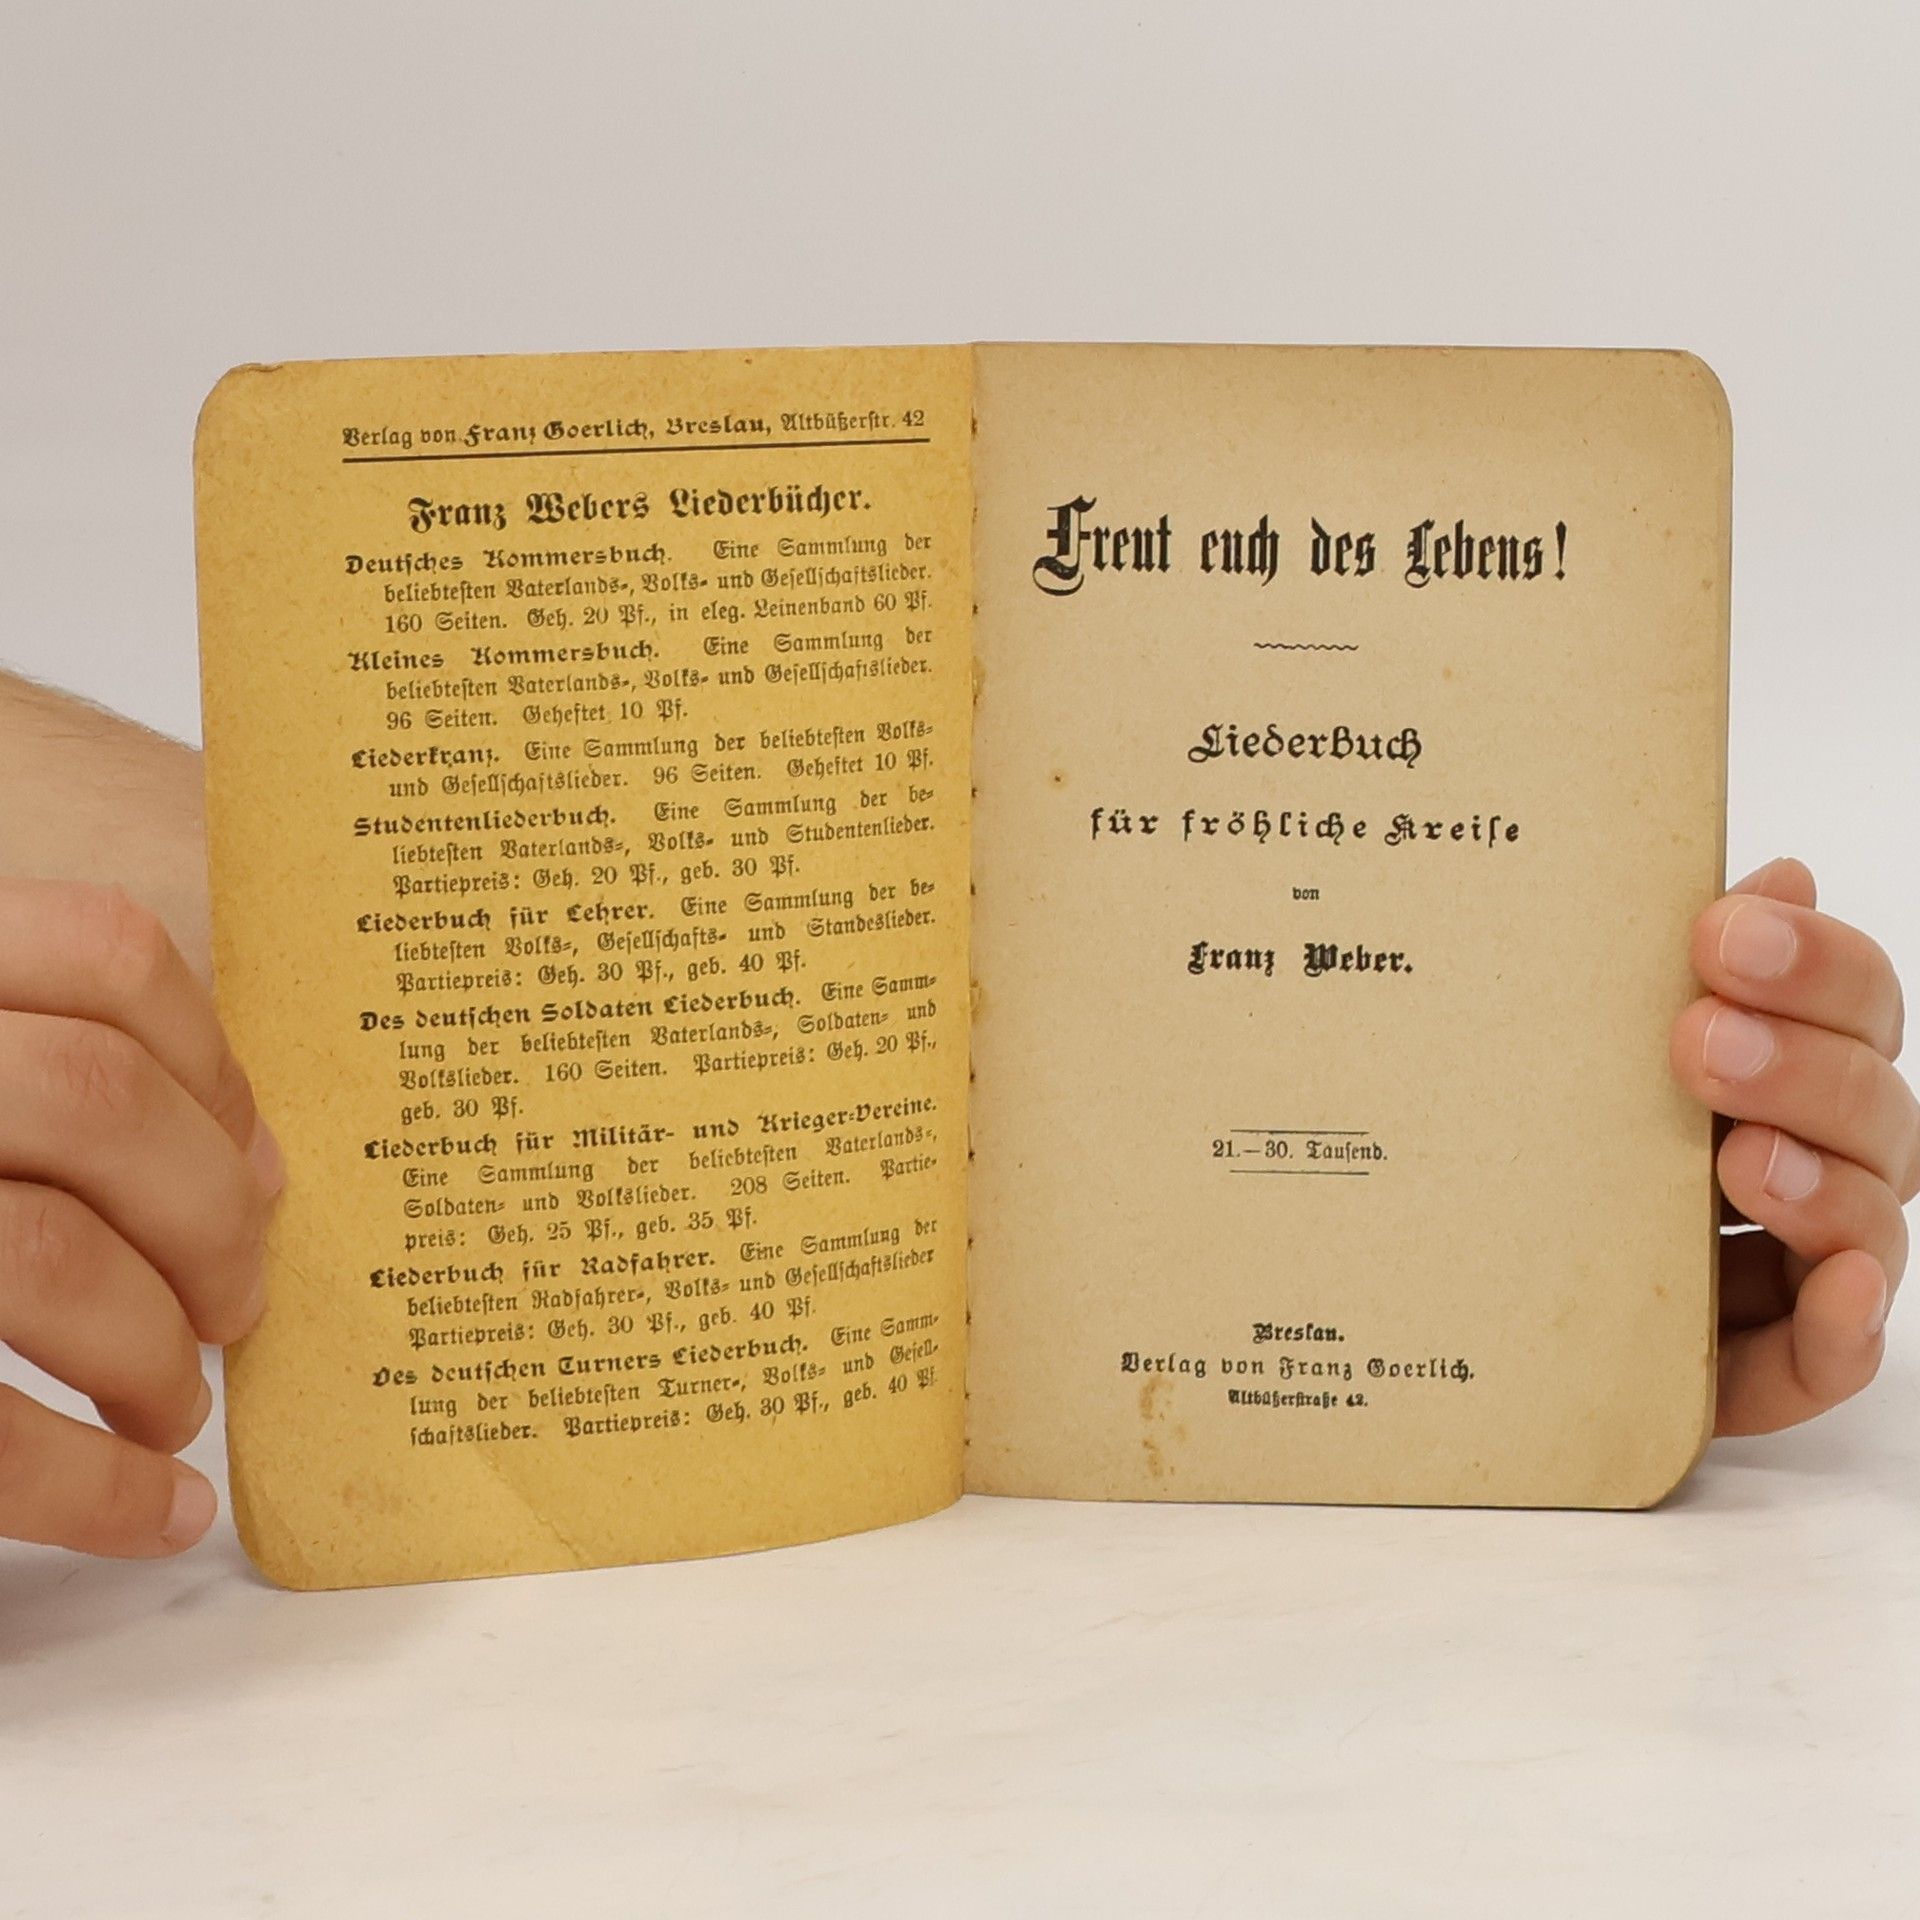 Verlag von Franz Goerlich, Breslau, Altbüßerstr. 42
Franz Webers Liederbücher.
Deutsches Kommersbuch. Eine Sammlung der
beliebtesten Vaterlands-, Volks- und Gesellschaftslieder.
160 Seiten. Geh. 20 Pf., in eleg. Leinenband 60 Pf.
Kleines Kommersbuch. Eine Sammlung der
beliebtesten Vaterlands-, Volks- und Gesellschaftslieder.
96 Seiten. Geheftet 10 Pf.
Liederkranz. Eine Sammlung der beliebtesten Volks-
und Gesellschaftslieder. 96 Seiten. Geheftet 10 Pf.
Studentenliederbuch. Eine Sammlung der be-
liebtesten Vaterlands-, Volks- und Studentenlieder.
Partiepreis: Geh. 20 Pf., geb. 30 Pf.
Liederbuch für Lehrer. Eine Sammlung der be-
liebtesten Volks-, Gesellschafts- und Standeslieder.
Partiepreis: Geh. 30 Pf., geb. 40 Pf.
Des deutschen Soldaten Liederbuch. Eine Samm-
lung der beliebtesten Vaterlands-, Soldaten- und
Volkslieder. 160 Seiten. Partiepreis: Geh. 20 Pf.,
geb. 30 Pf.
Liederbuch für Militär- und Krieger-Vereine.
Eine Sammlung der beliebtesten Vaterlands-,
Soldaten- und Volkslieder. 208 Seiten. Partie-
preis: Geh. 25 Pf., geb. 35 Pf.
Liederbuch für Radfahrer. Eine Sammlung der
beliebtesten Radfahrer-, Volks- und Gesellschaftslieder
Partiepreis: Geh. 30 Pf., geb. 40 Pf.
Des deutschen Turners Liederbuch. Eine Samm-
lung der beliebtesten Turner-, Volks- und Gesell-
schaftslieder. Partiepreis: Geh. 30 Pf., geb. 40 Pf
Freut euch des Lebens!
Liederbuch
für fröhliche Kreise
von
Franz Weber.
21.—30. Tausend.
Breslau.
Verlag von Franz Goerlich.
Altbüßerstraße 42.